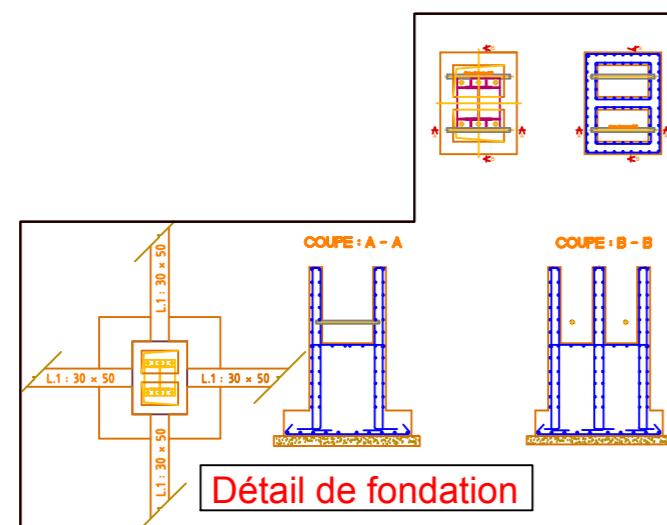 A
A
A
A
COUPE : A - A
COUPE : B - B
L.1 : 30 × 50
L.1 : 30 × 50
L.1 : 30 × 50
L.1 : 30 × 50
Détail de fondation